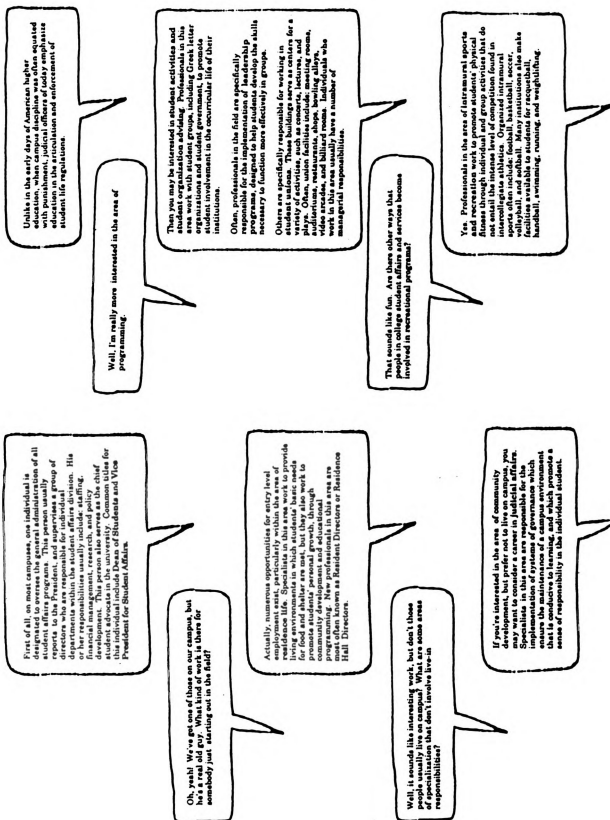 First of all, on most campuses, one individual is
designated to oversee the general administration of all
student affairs programs. This person usually
reports to the President, and supervises a group of
directors who are responsible for individual
departments within the student affairs division. His
or her responsibilities usually include: staffing,
financial management, research, and policy
development. This person also serves as the chief
student advocate in the university. Common titles for
this individual include Dean of Students and Vice
President for Student Affairs.
Oh, yeah! We've got one of those on our campus, but
he's a real old guy. What kind of work is there for
somebody just starting out in the field?
Actually, numerous opportunities for entry level
employment exist, particularly within the area of
residence life. Specialists in this area work to provide
living environments in which students' basic needs
for food and shelter are met, but they also work to
promote students' personal growth, through
community development and educational
programming. New professionals in this area are
most often known as Resident Directors or Residence
Hall Directors.
Well, it sounds like interesting work, but don't those
people usually live on campus? What are some areas
of specialization that don't involve live-in
responsibilities?
If you're interested in the area of community
development, but prefer not to live on campus, you
may want to consider a career in judicial affairs.
Specialists in this area are responsible for the
implementation of systems of governance which
ensure the maintenance of a campus environment
that is conducive to learning, and which promote a
sense of responsibility in the individual student.
Unlike in the early days of American higher
education, when campus discipline was often equated
with punishment, judicial officers of today emphasize
education in the articulation and enforcement of
student life regulations.
Well, I'm really more interested in the area of
programming.
Then you may be interested in student activities and
student organization advising. Professionals in this
area work with student groups, including Greek letter
organizations and student government, to promote
student involvement in the cocurricular life of their
institutions.
Often, professionals in the field are specifically
responsible for the implementation of leadership
programs, designed to help students develop the skills
necessary to function more effectively in groups.
Others are specifically responsible for working in
student unions. These buildings serve as centers for a
variety of activities, such as concerts, lectures, and
plays. Often, union facilities include: meeting rooms,
auditoriums, restaurants, shops, bowling alleys,
video arcades, and billiard rooms. Individuals who
work in this area usually have a number of
managerial responsibilities.
That sounds like fun. Are there other ways that
people in college student affairs and services become
involved in recreational programs?
Yes. Professionals in the area of intramural sports
and recreation work to promote students' physical
fitness through individual and group activities that do
not entail the intense level of competition found in
intercollegiate athletics. Organized intramural
sports often include: football, basketball, soccer,
volleyball, and softball. Many institutions also make
facilities available to students for racquetball,
handball, swimming, running, and weightlifting.